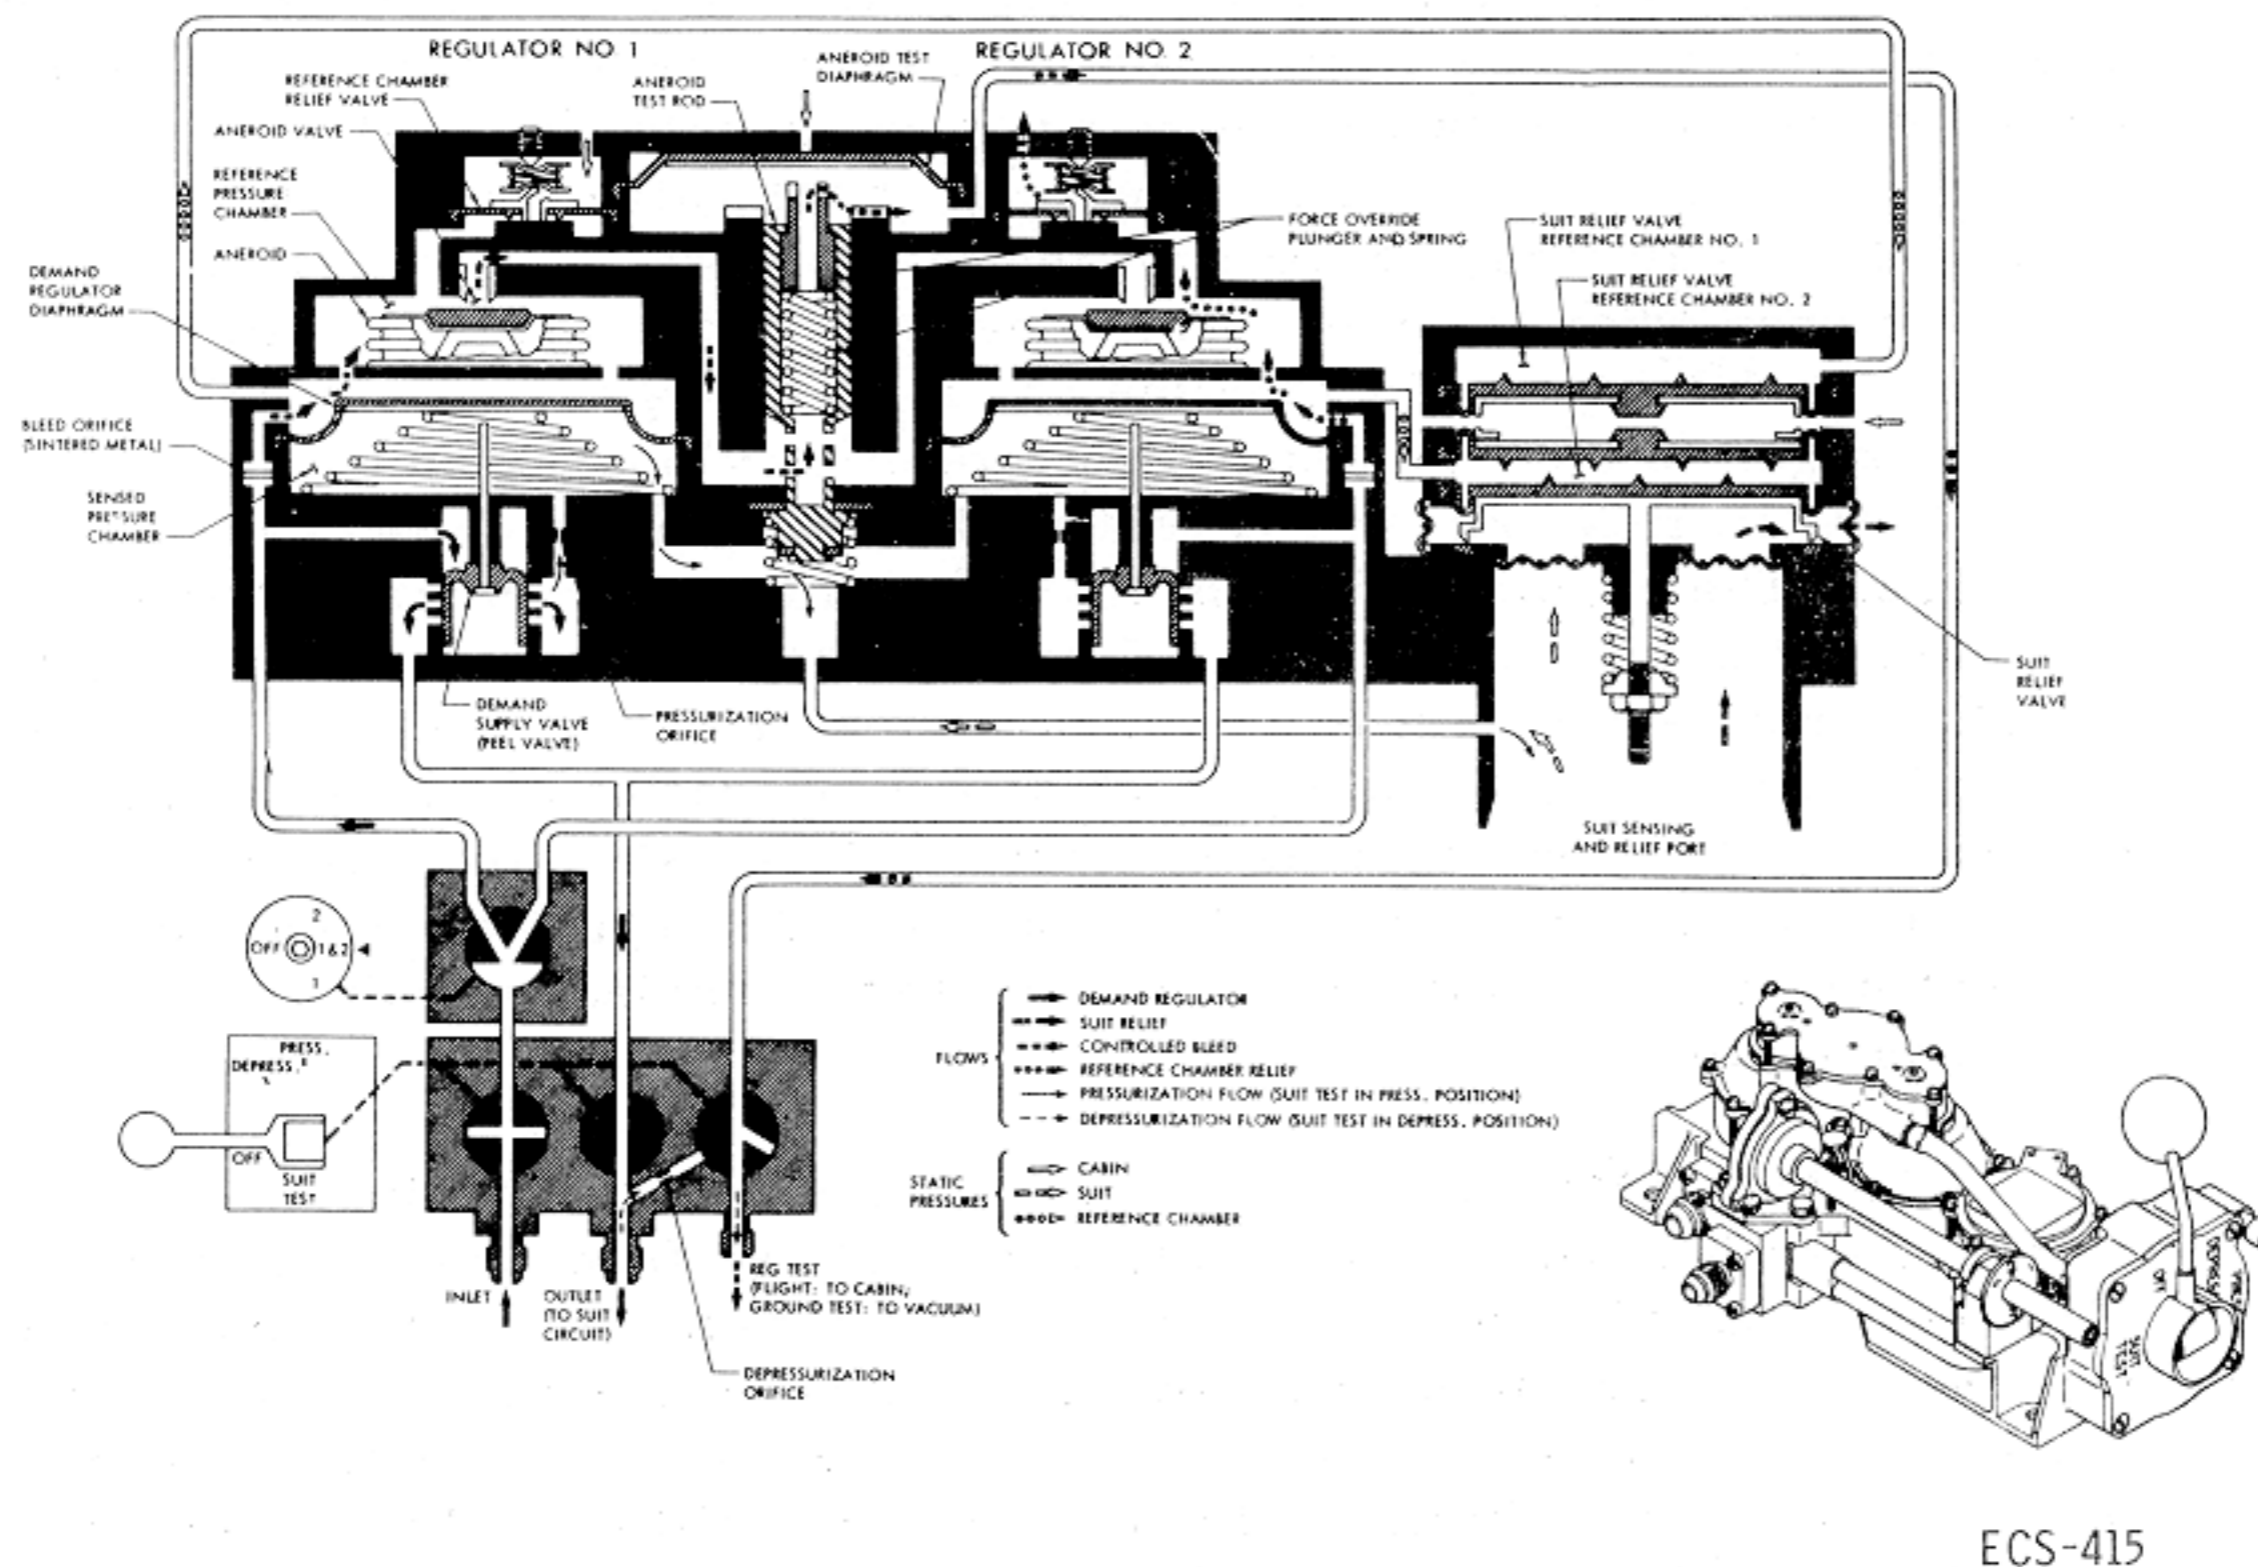 REGULATOR NO. 1
REGULATOR NO. 2
REFERENCE CHAMBER
RELIEF VALVE
ANEROID VALVE
REFERENCE
PRESSURE
CHAMBER
ANEROID
DEMAND
REGULATOR
DIAPHRAGM
BLEED ORIFICE
(SINTERED METAL)
SENSED
PRESSURE
CHAMBER
ANEROID
TEST ROD
ANEROID TEST
DIAPHRAGM
FORCE OVERRIDE
PLUNGER AND SPRING
SUIT RELIEF VALVE
REFERENCE CHAMBER NO. 1
SUIT RELIEF VALVE
REFERENCE CHAMBER NO. 2
SUIT
RELIEF
VALVE
DEMAND
SUPPLY VALVE
(PEEL VALVE)
PRESSURIZATION
ORIFICE
SUIT SENSING
AND RELIEF PORT
2
OFF
1&2
1
PRESS.
DEPRESS.
OFF
SUIT
TEST
INLET
OUTLET
(TO SUIT
CIRCUIT)
REG TEST
(FLIGHT: TO CABIN;
GROUND TEST: TO VACUUM)
DEPRESSURIZATION
ORIFICE
FLOWS
DEMAND REGULATOR
SUIT RELIEF
CONTROLLED BLEED
REFERENCE CHAMBER RELIEF
PRESSURIZATION FLOW (SUIT TEST IN PRESS. POSITION)
DEPRESSURIZATION FLOW (SUIT TEST IN DEPRESS. POSITION)
STATIC
PRESSURES
CABIN
SUIT
REFERENCE CHAMBER
OFF
DEPRESS
PRESS
SUIT
TEST
ECS-415